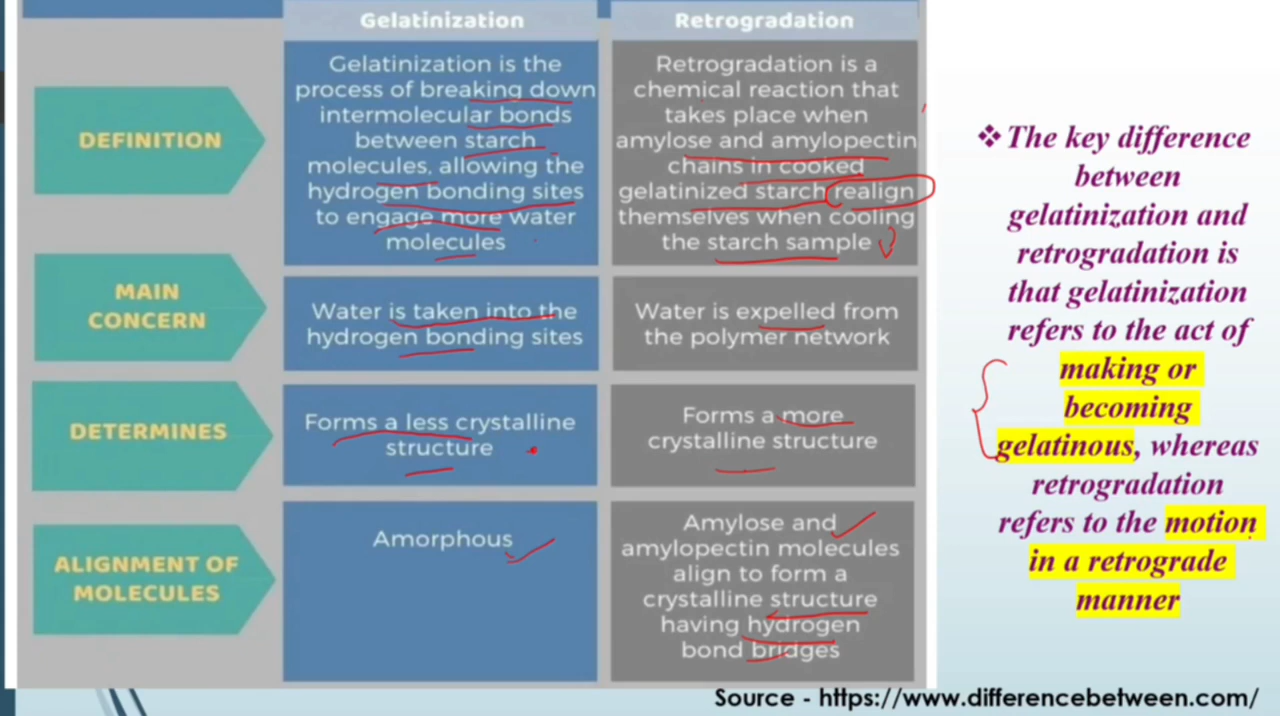 Gelatinization
Retrogradation
DEFINITION
Gelatinization is the
process of breaking down
intermolecular bonds
between starch
molecules, allowing the
hydrogen bonding sites
to engage more water
molecules
Retrogradation is a
chemical reaction that
takes place when
amylose and amylopectin
chains in cooked
gelatinized starch realign
themselves when cooling
the starch sample
MAIN
CONCERN
Water is taken into the
hydrogen bonding sites
Water is expelled from
the polymer network
DETERMINES
Forms a less crystalline
structure
Forms a more
crystalline structure
ALIGNMENT OF
MOLECULES
Amorphous
Amylose and
amylopectin molecules
align to form a
crystalline structure
having hydrogen
bond bridges
❖ The key difference
between
gelatinization and
retrogradation is
that gelatinization
refers to the act of
making or
becoming
gelatinous, whereas
retrogradation
refers to the motion
in a retrograde
manner
Source - https://www.differencebetween.com/